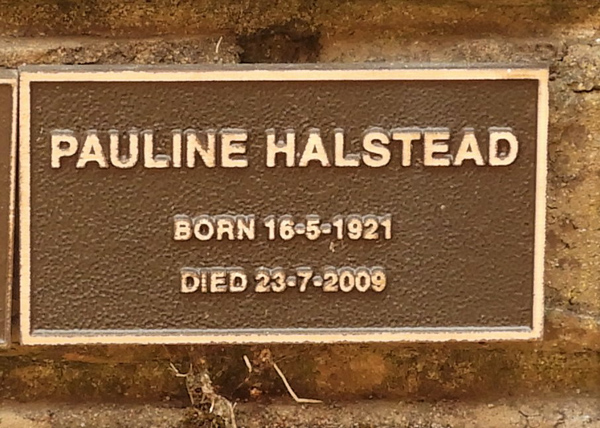 PAULINE HALSTEAD
BORN 16-5-1921
DIED 23-7-2009